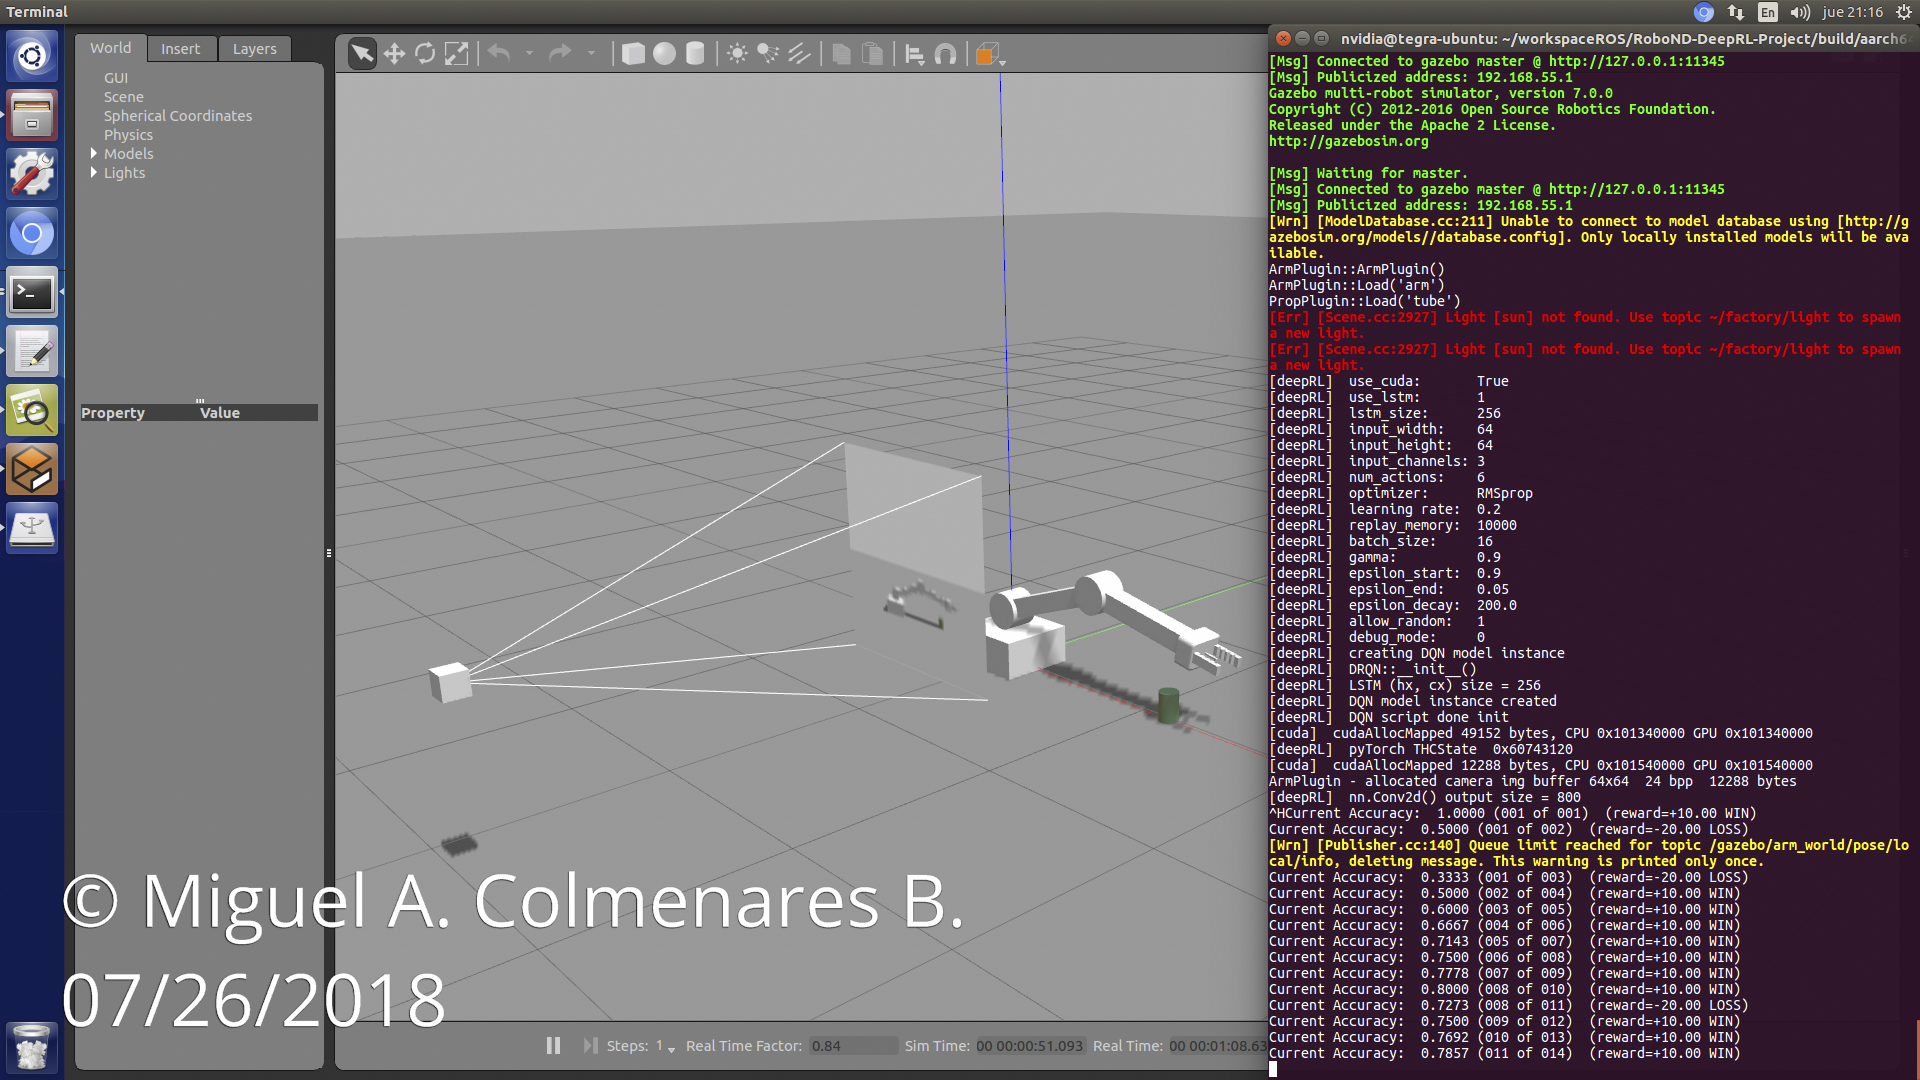 Terminal
En
jue 21:16
World
Insert
Layers
GUI
Scene
Spherical Coordinates
Physics
Models
Lights
Property Value
Steps: 1
Real Time Factor: 0.84
Sim Time: 00 00:00:51.093
Real Time: 00 00:01:08.63
© Miguel A. Colmenares B.
07/26/2018
nvidia@tegra-ubuntu: ~/workspaceROS/RoboND-DeepRL-Project/build/aarch64
[Msg] Connected to gazebo master @ http://127.0.0.1:11345
[Msg] Publicized address: 192.168.55.1
Gazebo multi-robot simulator, version 7.0.0
Copyright (C) 2012-2016 Open Source Robotics Foundation.
Released under the Apache 2 License.
http://gazebosim.org
[Msg] Waiting for master.
[Msg] Connected to gazebo master @ http://127.0.0.1:11345
[Msg] Publicized address: 192.168.55.1
[Wrn] [ModelDatabase.cc:211] Unable to connect to model database using [http://g
azebosim.org/models//database.config]. Only locally installed models will be ava
ilable.
ArmPlugin::ArmPlugin()
ArmPlugin::Load('arm')
PropPlugin::Load('tube')
[Err] [Scene.cc:2927] Light [sun] not found. Use topic ~/factory/light to spawn
a new light.
[Err] [Scene.cc:2927] Light [sun] not found. Use topic ~/factory/light to spawn
a new light.
[deepRL]  use_cuda:       True
[deepRL]  use_lstm:       1
[deepRL]  lstm_size:      256
[deepRL]  input_width:    64
[deepRL]  input_height:   64
[deepRL]  input_channels: 3
[deepRL]  num_actions:    6
[deepRL]  optimizer:      RMSprop
[deepRL]  learning rate:  0.2
[deepRL]  replay_memory:  10000
[deepRL]  batch_size:     16
[deepRL]  gamma:          0.9
[deepRL]  epsilon_start:  0.9
[deepRL]  epsilon_end:    0.05
[deepRL]  epsilon_decay:  200.0
[deepRL]  allow_random:   1
[deepRL]  debug_mode:     0
[deepRL]  creating DQN model instance
[deepRL]  DRQN::__init__()
[deepRL]  LSTM (hx, cx) size = 256
[deepRL]  DQN model instance created
[deepRL]  DQN script done init
[cuda]  cudaAllocMapped 49152 bytes, CPU 0x101340000 GPU 0x101340000
[deepRL]  pyTorch THCState  0x60743120
[cuda]  cudaAllocMapped 12288 bytes, CPU 0x101540000 GPU 0x101540000
ArmPlugin - allocated camera img buffer 64x64  24 bpp  12288 bytes
[deepRL]  nn.Conv2d() output size = 800
^HCurrent Accuracy:  1.0000 (001 of 001)  (reward=+10.00 WIN)
Current Accuracy:  0.5000 (001 of 002)  (reward=-20.00 LOSS)
[Wrn] [Publisher.cc:140] Queue limit reached for topic /gazebo/arm_world/pose/lo
cal/info, deleting message. This warning is printed only once.
Current Accuracy:  0.3333 (001 of 003)  (reward=-20.00 LOSS)
Current Accuracy:  0.5000 (002 of 004)  (reward=+10.00 WIN)
Current Accuracy:  0.6000 (003 of 005)  (reward=+10.00 WIN)
Current Accuracy:  0.6667 (004 of 006)  (reward=+10.00 WIN)
Current Accuracy:  0.7143 (005 of 007)  (reward=+10.00 WIN)
Current Accuracy:  0.7500 (006 of 008)  (reward=+10.00 WIN)
Current Accuracy:  0.7778 (007 of 009)  (reward=+10.00 WIN)
Current Accuracy:  0.8000 (008 of 010)  (reward=+10.00 WIN)
Current Accuracy:  0.7273 (008 of 011)  (reward=-20.00 LOSS)
Current Accuracy:  0.7500 (009 of 012)  (reward=+10.00 WIN)
Current Accuracy:  0.7692 (010 of 013)  (reward=+10.00 WIN)
Current Accuracy:  0.7857 (011 of 014)  (reward=+10.00 WIN)